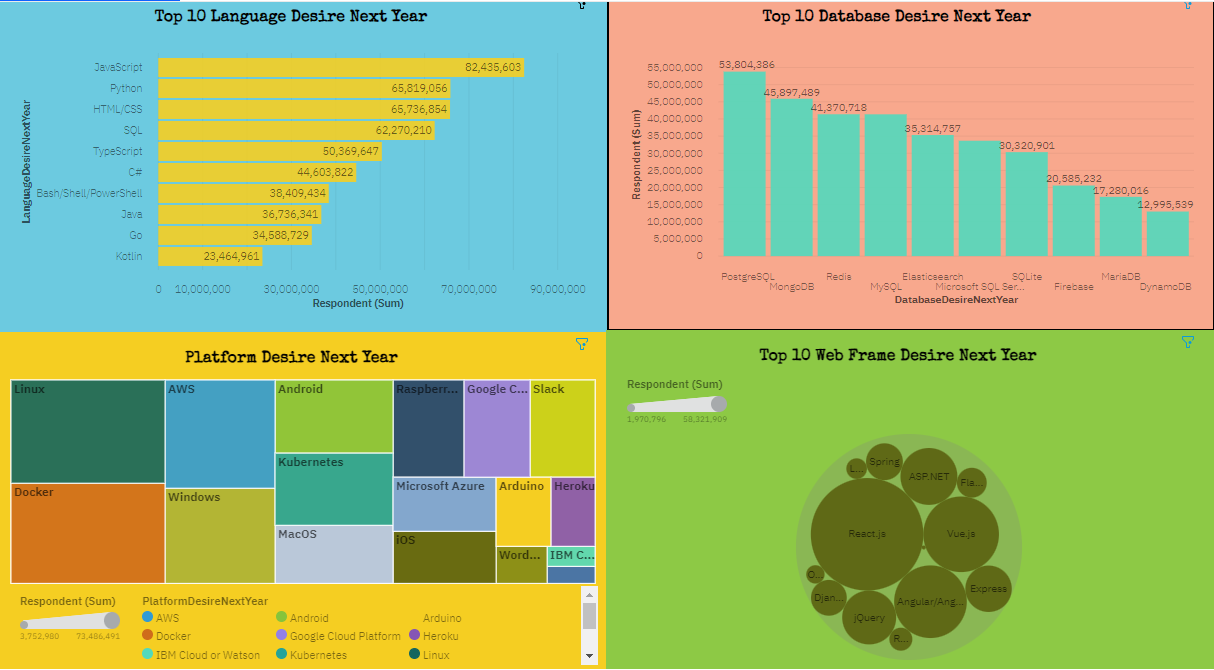 Top 10 Language Desire Next Year
LanguageDesireNextYear
JavaScript 82,435,603
Python 65,819,056
HTML/CSS 65,736,854
SQL 62,270,210
TypeScript 50,369,647
C# 44,603,822
Bash/Shell/PowerShell 38,409,434
Java 36,736,341
Go 34,588,729
Kotlin 23,464,961
0 10,000,000 30,000,000 50,000,000 70,000,000 90,000,000
Respondent (Sum)
Top 10 Database Desire Next Year
Respondent (Sum)
55,000,000
50,000,000
45,000,000
40,000,000
35,000,000
30,000,000
25,000,000
20,000,000
15,000,000
10,000,000
5,000,000
0
53,804,386
45,897,489
41,370,718
35,314,757
30,320,901
20,585,232
17,280,016
12,995,539
PostgreSQL Redis Elasticsearch SQLite MariaDB
MongoDB MySQL Microsoft SQL Ser... Firebase DynamoDB
DatabaseDesireNextYear
Platform Desire Next Year
Linux AWS Android Raspberr... Google C... Slack
Kubernetes
Docker Windows Microsoft Azure Arduino Heroku
MacOS iOS
Word... IBM C...
Respondent (Sum)
3,752,980 73,486,491
PlatformDesireNextYear
AWS Android Arduino
Docker Google Cloud Platform Heroku
IBM Cloud or Watson Kubernetes Linux
Top 10 Web Frame Desire Next Year
Respondent (Sum)
1,970,796 58,321,909
L... Spring
ASP.NET Fla...
React.js Vue.js
O...
Djan... Angular/Ang... Express
jQuery
R...